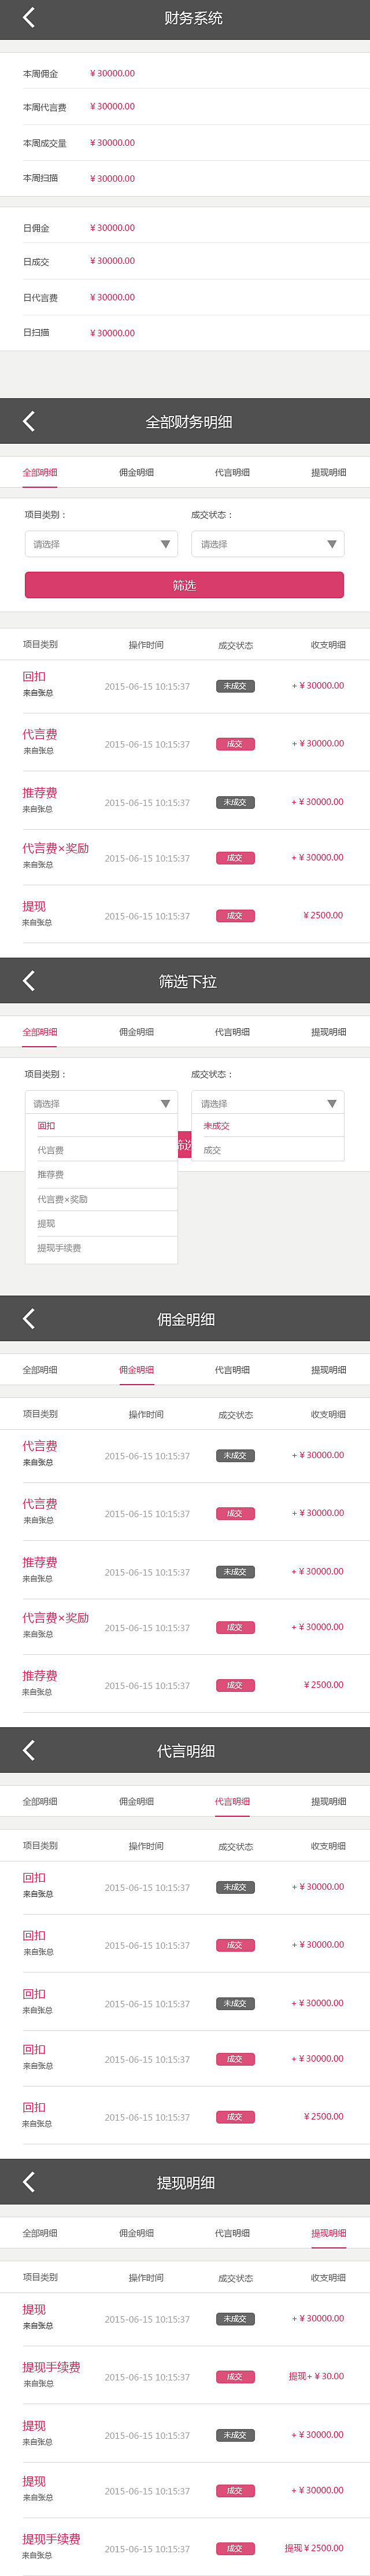 财务系统
本周佣金 ¥30000.00
本周代言费 ¥30000.00
本周成交量 ¥30000.00
本周扫描 ¥30000.00
日佣金 ¥30000.00
日成交 ¥30000.00
日代言费 ¥30000.00
日扫描 ¥30000.00
全部财务明细
全部明细 佣金明细 代言明细 提现明细
项目类别： 成交状态：
请选择 请选择
筛选
项目类别 操作时间 成交状态 收支明细
回扣
来自张总 2015-06-15 10:15:37 未成交 +¥30000.00
代言费
来自张总 2015-06-15 10:15:37 成交 +¥30000.00
推荐费
来自张总 2015-06-15 10:15:37 未成交 +¥30000.00
代言费×奖励
来自张总 2015-06-15 10:15:37 成交 +¥30000.00
提现
来自张总 2015-06-15 10:15:37 成交 ¥2500.00
筛选下拉
全部明细 佣金明细 代言明细 提现明细
项目类别： 成交状态：
请选择 请选择
回扣 未成交
筛选
代言费 成交
推荐费
代言费×奖励
提现
提现手续费
佣金明细
全部明细 佣金明细 代言明细 提现明细
项目类别 操作时间 成交状态 收支明细
代言费
来自张总 2015-06-15 10:15:37 未成交 +¥30000.00
代言费
来自张总 2015-06-15 10:15:37 成交 +¥30000.00
推荐费
来自张总 2015-06-15 10:15:37 未成交 +¥30000.00
代言费×奖励
来自张总 2015-06-15 10:15:37 成交 +¥30000.00
推荐费
来自张总 2015-06-15 10:15:37 成交 ¥2500.00
代言明细
全部明细 佣金明细 代言明细 提现明细
项目类别 操作时间 成交状态 收支明细
回扣
来自张总 2015-06-15 10:15:37 未成交 +¥30000.00
回扣
来自张总 2015-06-15 10:15:37 成交 +¥30000.00
回扣
来自张总 2015-06-15 10:15:37 未成交 +¥30000.00
回扣
来自张总 2015-06-15 10:15:37 成交 +¥30000.00
回扣
来自张总 2015-06-15 10:15:37 成交 ¥2500.00
提现明细
全部明细 佣金明细 代言明细 提现明细
项目类别 操作时间 成交状态 收支明细
提现
来自张总 2015-06-15 10:15:37 未成交 +¥30000.00
提现手续费
来自张总 2015-06-15 10:15:37 成交 提现+¥30.00
提现
来自张总 2015-06-15 10:15:37 未成交 +¥30000.00
提现
来自张总 2015-06-15 10:15:37 成交 +¥30000.00
提现手续费
来自张总 2015-06-15 10:15:37 成交 提现¥2500.00